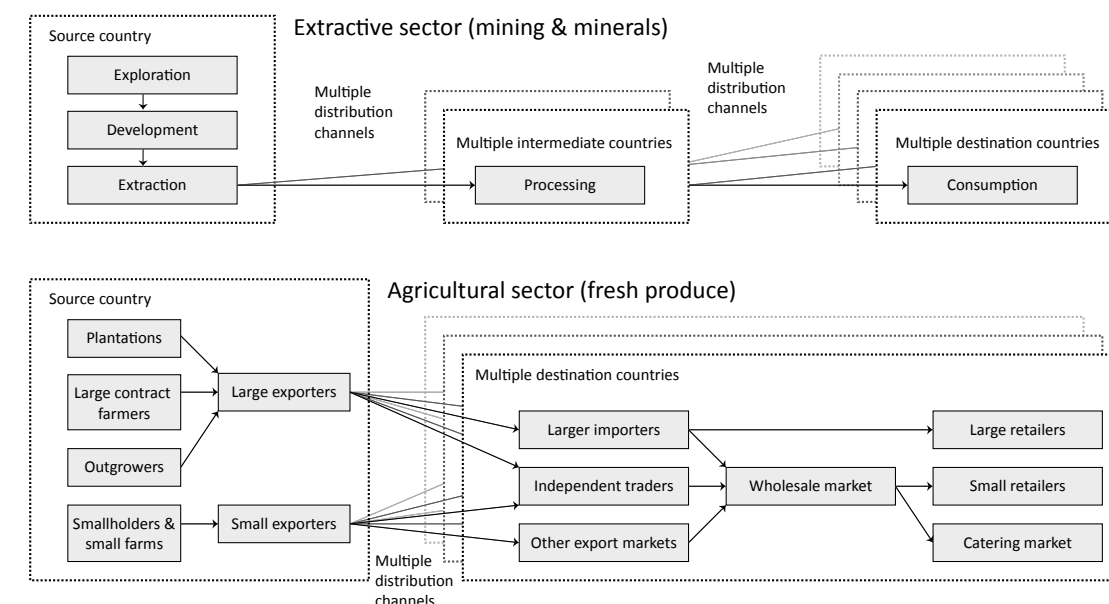 Extractive sector (mining & minerals)
Source country
Exploration
Development
Extraction
Multiple
distribution
channels
Multiple intermediate countries
Processing
Multiple
distribution
channels
Multiple destination countries
Consumption
Agricultural sector (fresh produce)
Source country
Plantations
Large contract
farmers
Outgrowers
Smallholders &
small farms
Large exporters
Small exporters
Multiple
distribution
channels
Multiple destination countries
Larger importers
Independent traders
Other export markets
Wholesale market
Large retailers
Small retailers
Catering market